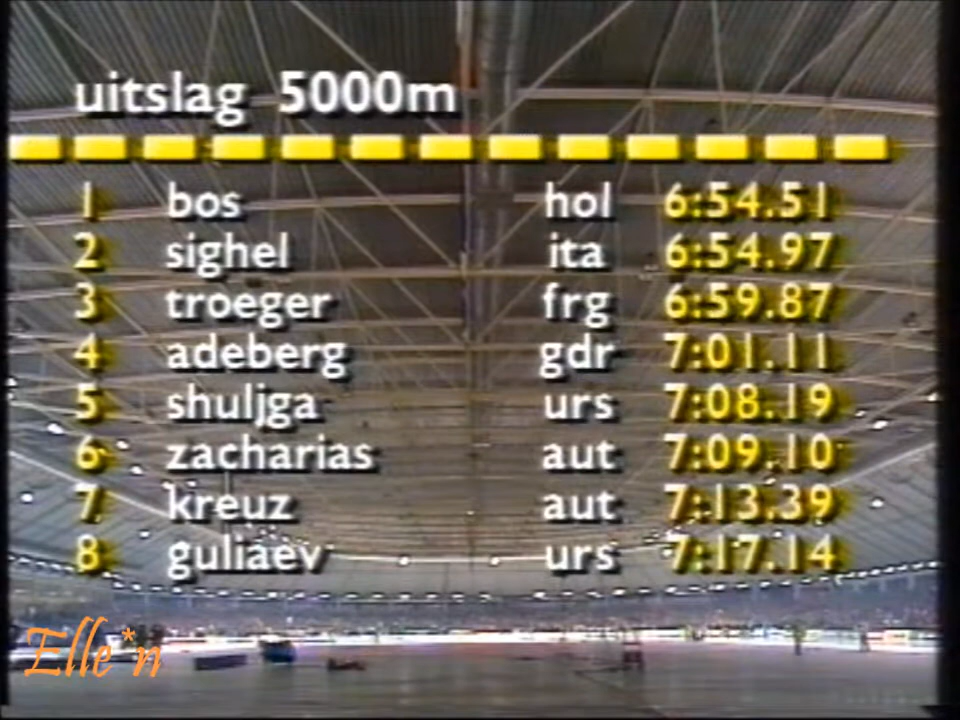 uitslag 5000m
1 bos hol 6:54.51
2 sighel ita 6:54.97
3 troeger frg 6:59.87
4 adeberg gdr 7:01.11
5 shuljga urs 7:08.19
6 zacharias aut 7:09.10
7 kreuz aut 7:13.39
8 guliaev urs 7:17.14
Elle*n